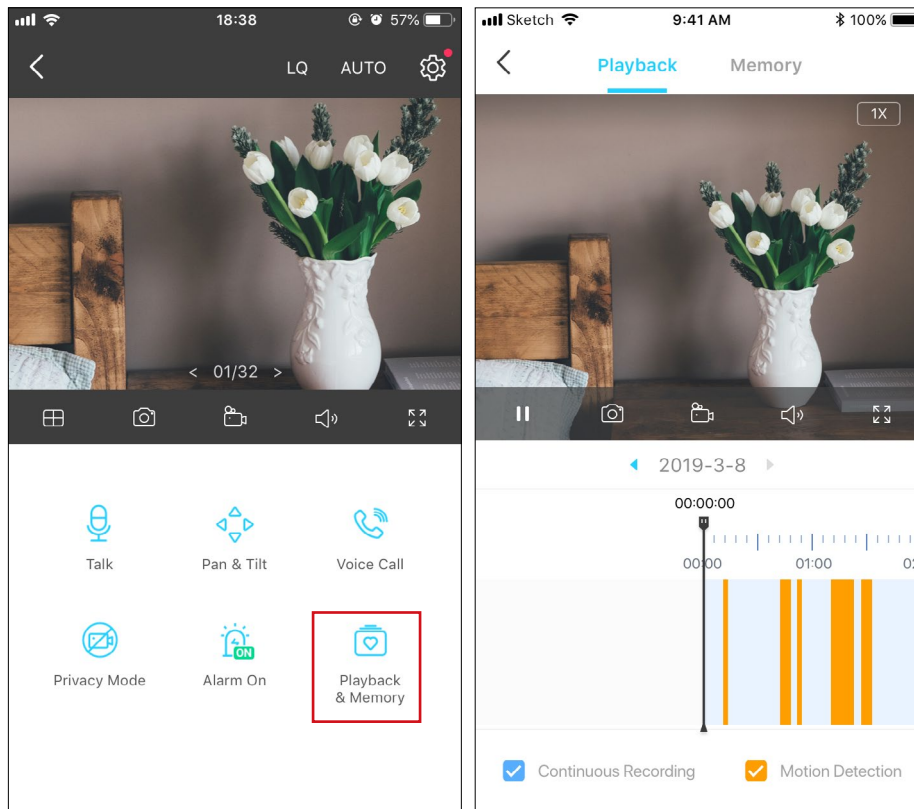 18:38
57%
LQ AUTO
< 01/32 >
Talk
Pan & Tilt
Voice Call
Privacy Mode
ON
Alarm On
Playback
& Memory
Sketch
9:41 AM
100%
Playback
Memory
1X
2019-3-8
00:00:00
00:00
01:00
Continuous Recording
Motion Detection